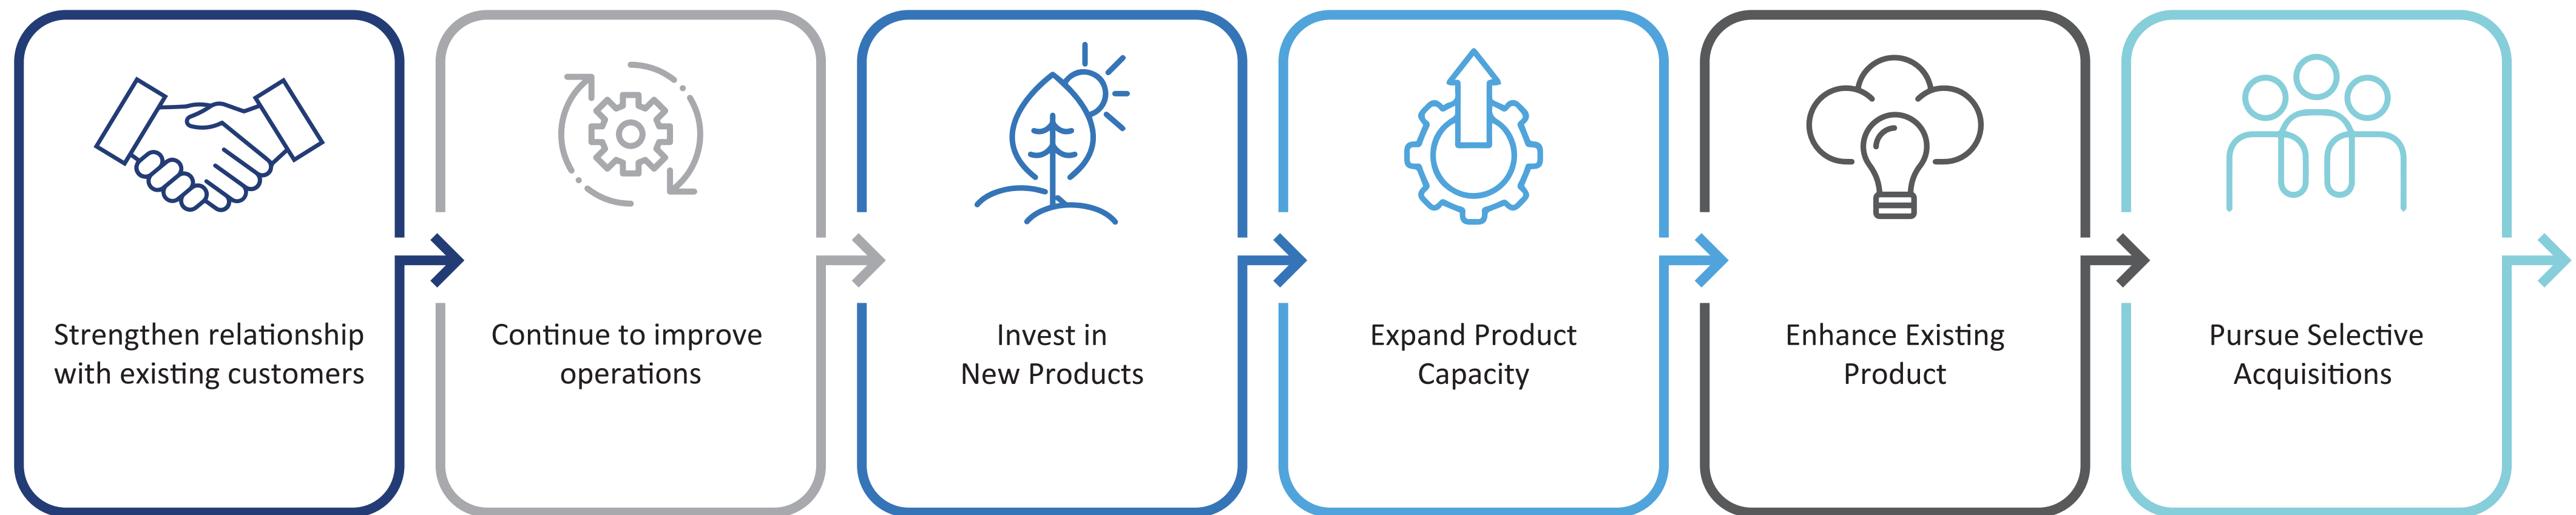 Strengthen relationship
with existing customers
Continue to improve
operations
Invest in
New Products
Expand Product
Capacity
Enhance Existing
Product
Pursue Selective
Acquisitions